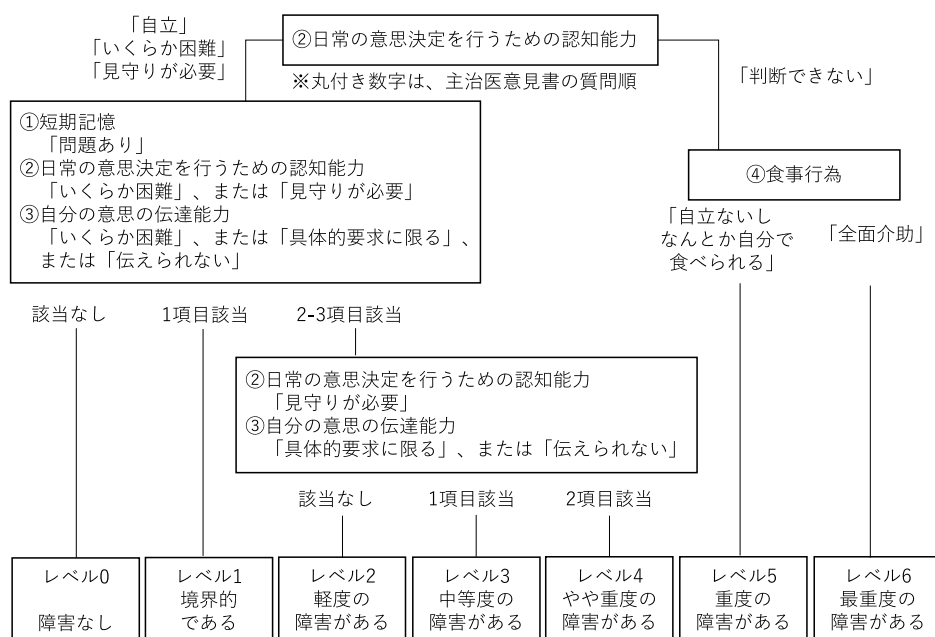 「自立」
「いくらか困難」
「見守りが必要」
②日常の意思決定を行うための認知能力
※丸付き数字は、主治医意見書の質問順
「判断できない」
①短期記憶
「問題あり」
②日常の意思決定を行うための認知能力
「いくらか困難」、または「見守りが必要」
③自分の意思の伝達能力
「いくらか困難」、または「具体的要求に限る」、
または「伝えられない」
④食事行為
「自立ないし
なんとか自分で
食べられる」
「全面介助」
該当なし
1項目該当
2-3項目該当
②日常の意思決定を行うための認知能力
「見守りが必要」
③自分の意思の伝達能力
「具体的要求に限る」、または「伝えられない」
該当なし
1項目該当
2項目該当
レベル0
障害なし
レベル1
境界的
である
レベル2
軽度の
障害がある
レベル3
中等度の
障害がある
レベル4
やや重度の
障害がある
レベル5
重度の
障害がある
レベル6
最重度の
障害がある